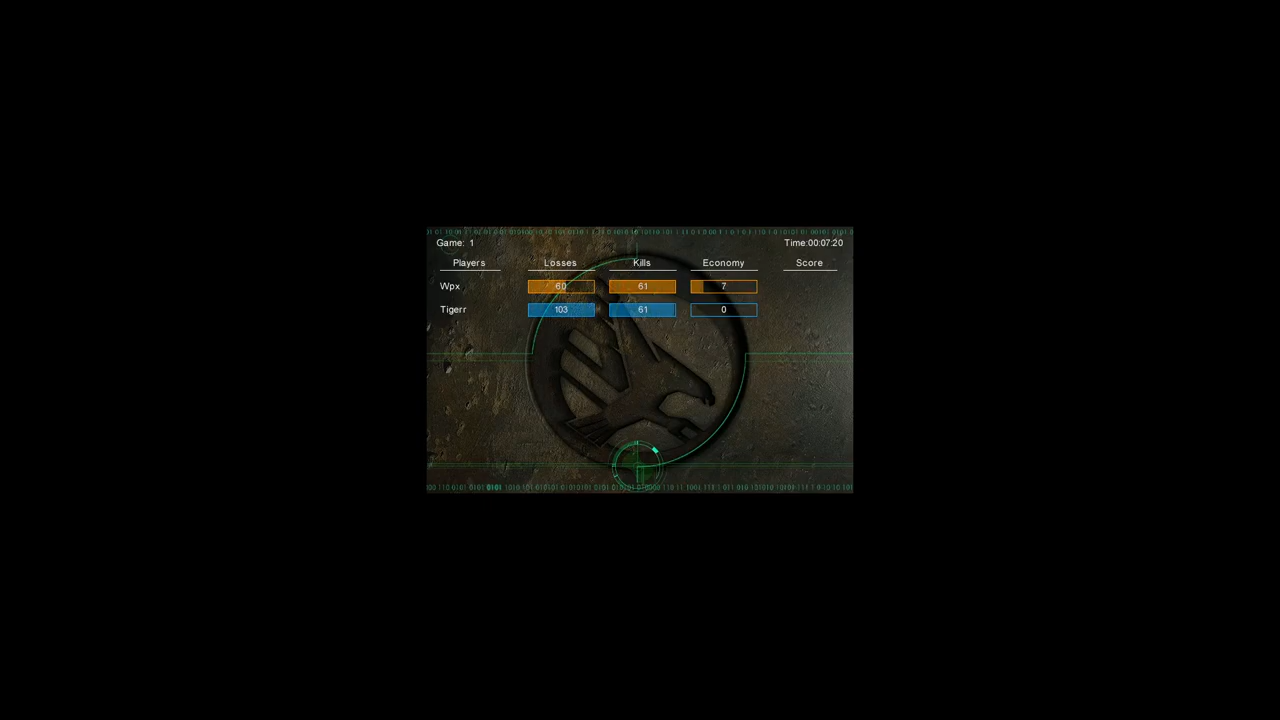 Game: 1 Time:00:07:20
Players Losses Kills Economy Score
Wpx 60 61 7
Tigerr 103 61 0